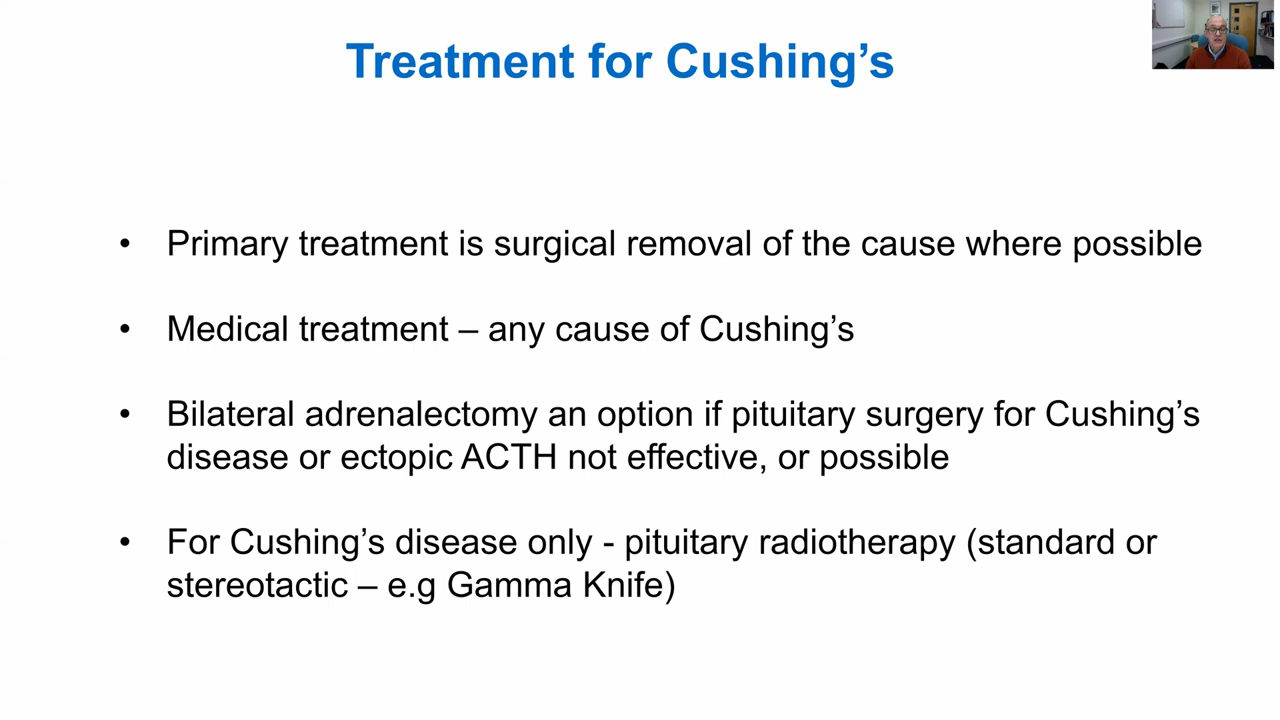 Treatment for Cushing’s
• Primary treatment is surgical removal of the cause where possible
• Medical treatment – any cause of Cushing’s
• Bilateral adrenalectomy an option if pituitary surgery for Cushing’s
disease or ectopic ACTH not effective, or possible
• For Cushing’s disease only - pituitary radiotherapy (standard or
stereotactic – e.g Gamma Knife)